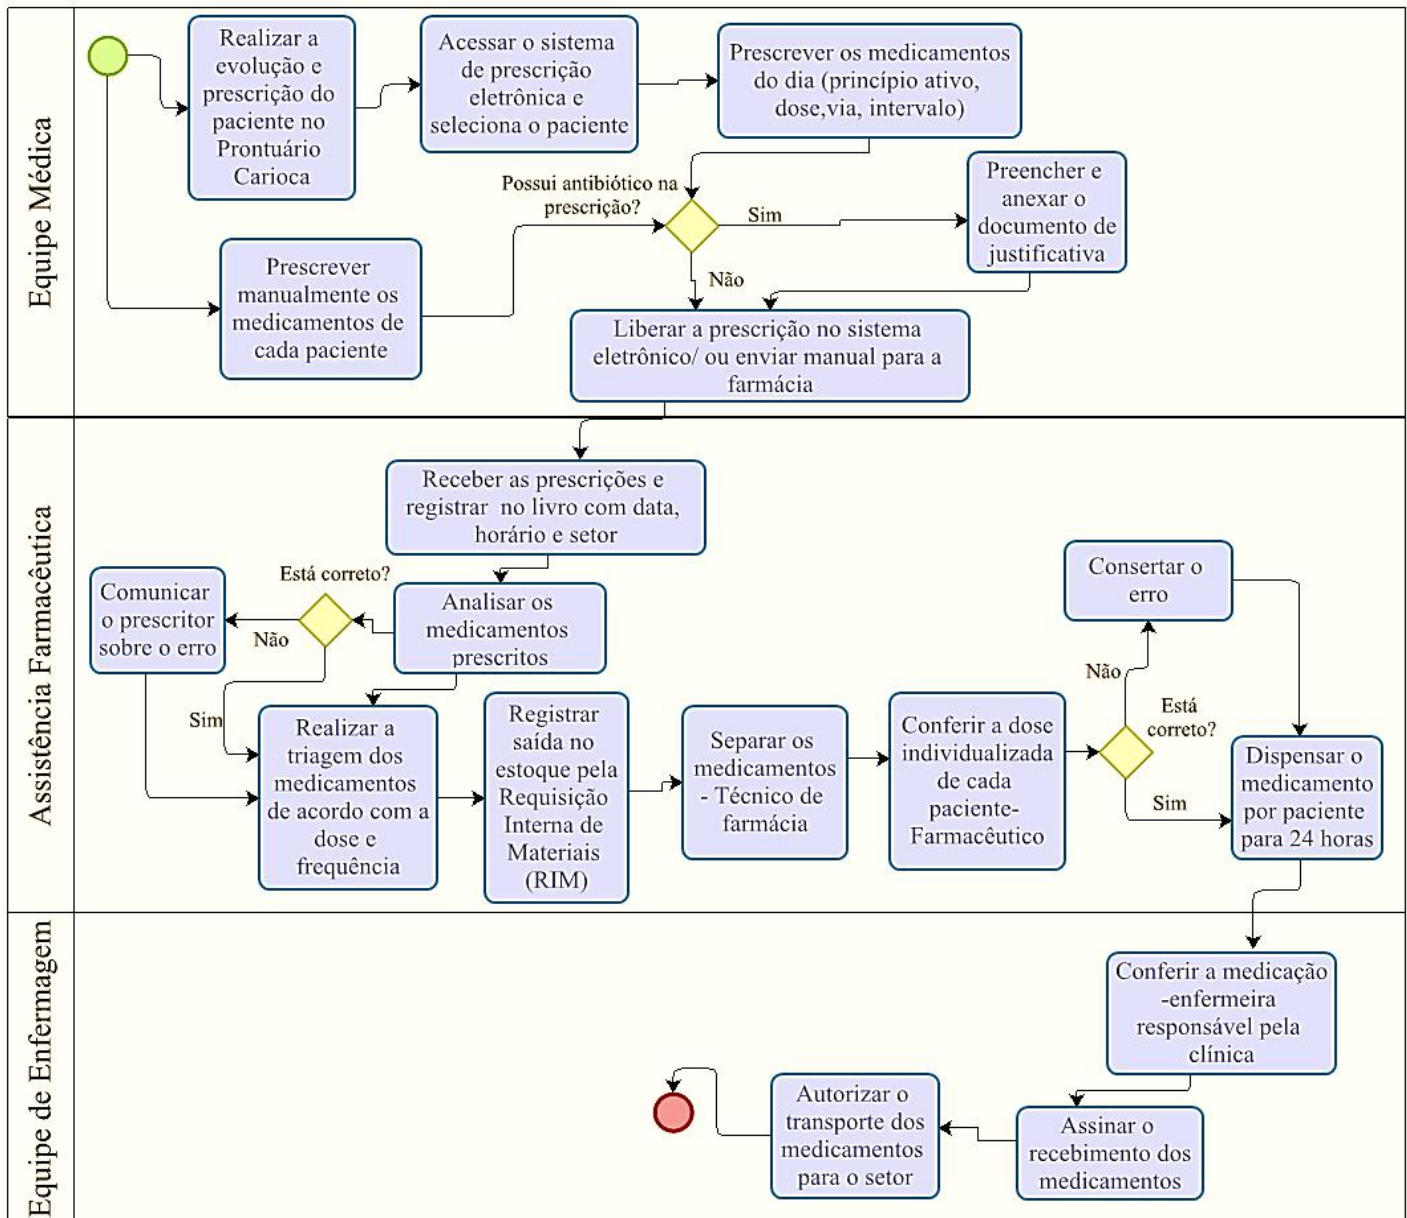 Equipe Médica
Realizar a
evolução e
prescrição do
paciente no
Prontuário
Carioca
Acessar o sistema
de prescrição
eletrônica e
seleciona o paciente
Prescrever os medicamentos
do dia (princípio ativo,
dose,via, intervalo)
Possui antibiótico na
prescrição?
Sim
Preencher e
anexar o
documento de
justificativa
Prescrever
manualmente os
medicamentos de
cada paciente
Não
Liberar a prescrição no sistema
eletrônico/ ou enviar manual para a
farmácia
Assistência Farmacêutica
Receber as prescrições e
registrar no livro com data,
horário e setor
Analisar os
medicamentos
prescritos
Está correto?
Não
Comunicar
o prescritor
sobre o erro
Sim
Realizar a
triagem dos
medicamentos
de acordo com a
dose e
frequência
Registrar
saída no
estoque pela
Requisição
Interna de
Materiais
(RIM)
Separar os
medicamentos
- Técnico de
farmácia
Conferir a dose
individualizada
de cada
paciente-
Farmacêutico
Está
correto?
Não
Consertar o
erro
Sim
Dispensar o
medicamento
por paciente
para 24 horas
Equipe de Enfermagem
Conferir a medicação
-enfermeira
responsável pela
clínica
Assinar o
recebimento dos
medicamentos
Autorizar o
transporte dos
medicamentos
para o setor